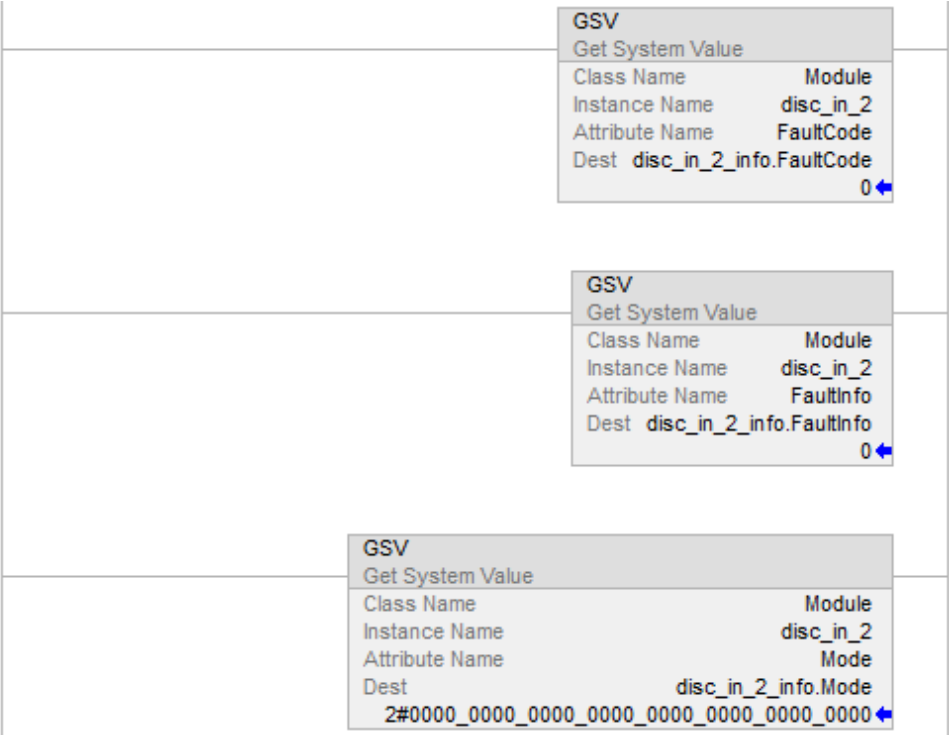 GSV
Get System Value
Class Name Module
Instance Name disc_in_2
Attribute Name FaultCode
Dest disc_in_2_info.FaultCode
0
GSV
Get System Value
Class Name Module
Instance Name disc_in_2
Attribute Name FaultInfo
Dest disc_in_2_info.FaultInfo
0
GSV
Get System Value
Class Name Module
Instance Name disc_in_2
Attribute Name Mode
Dest disc_in_2_info.Mode
2#0000_0000_0000_0000_0000_0000_0000_0000